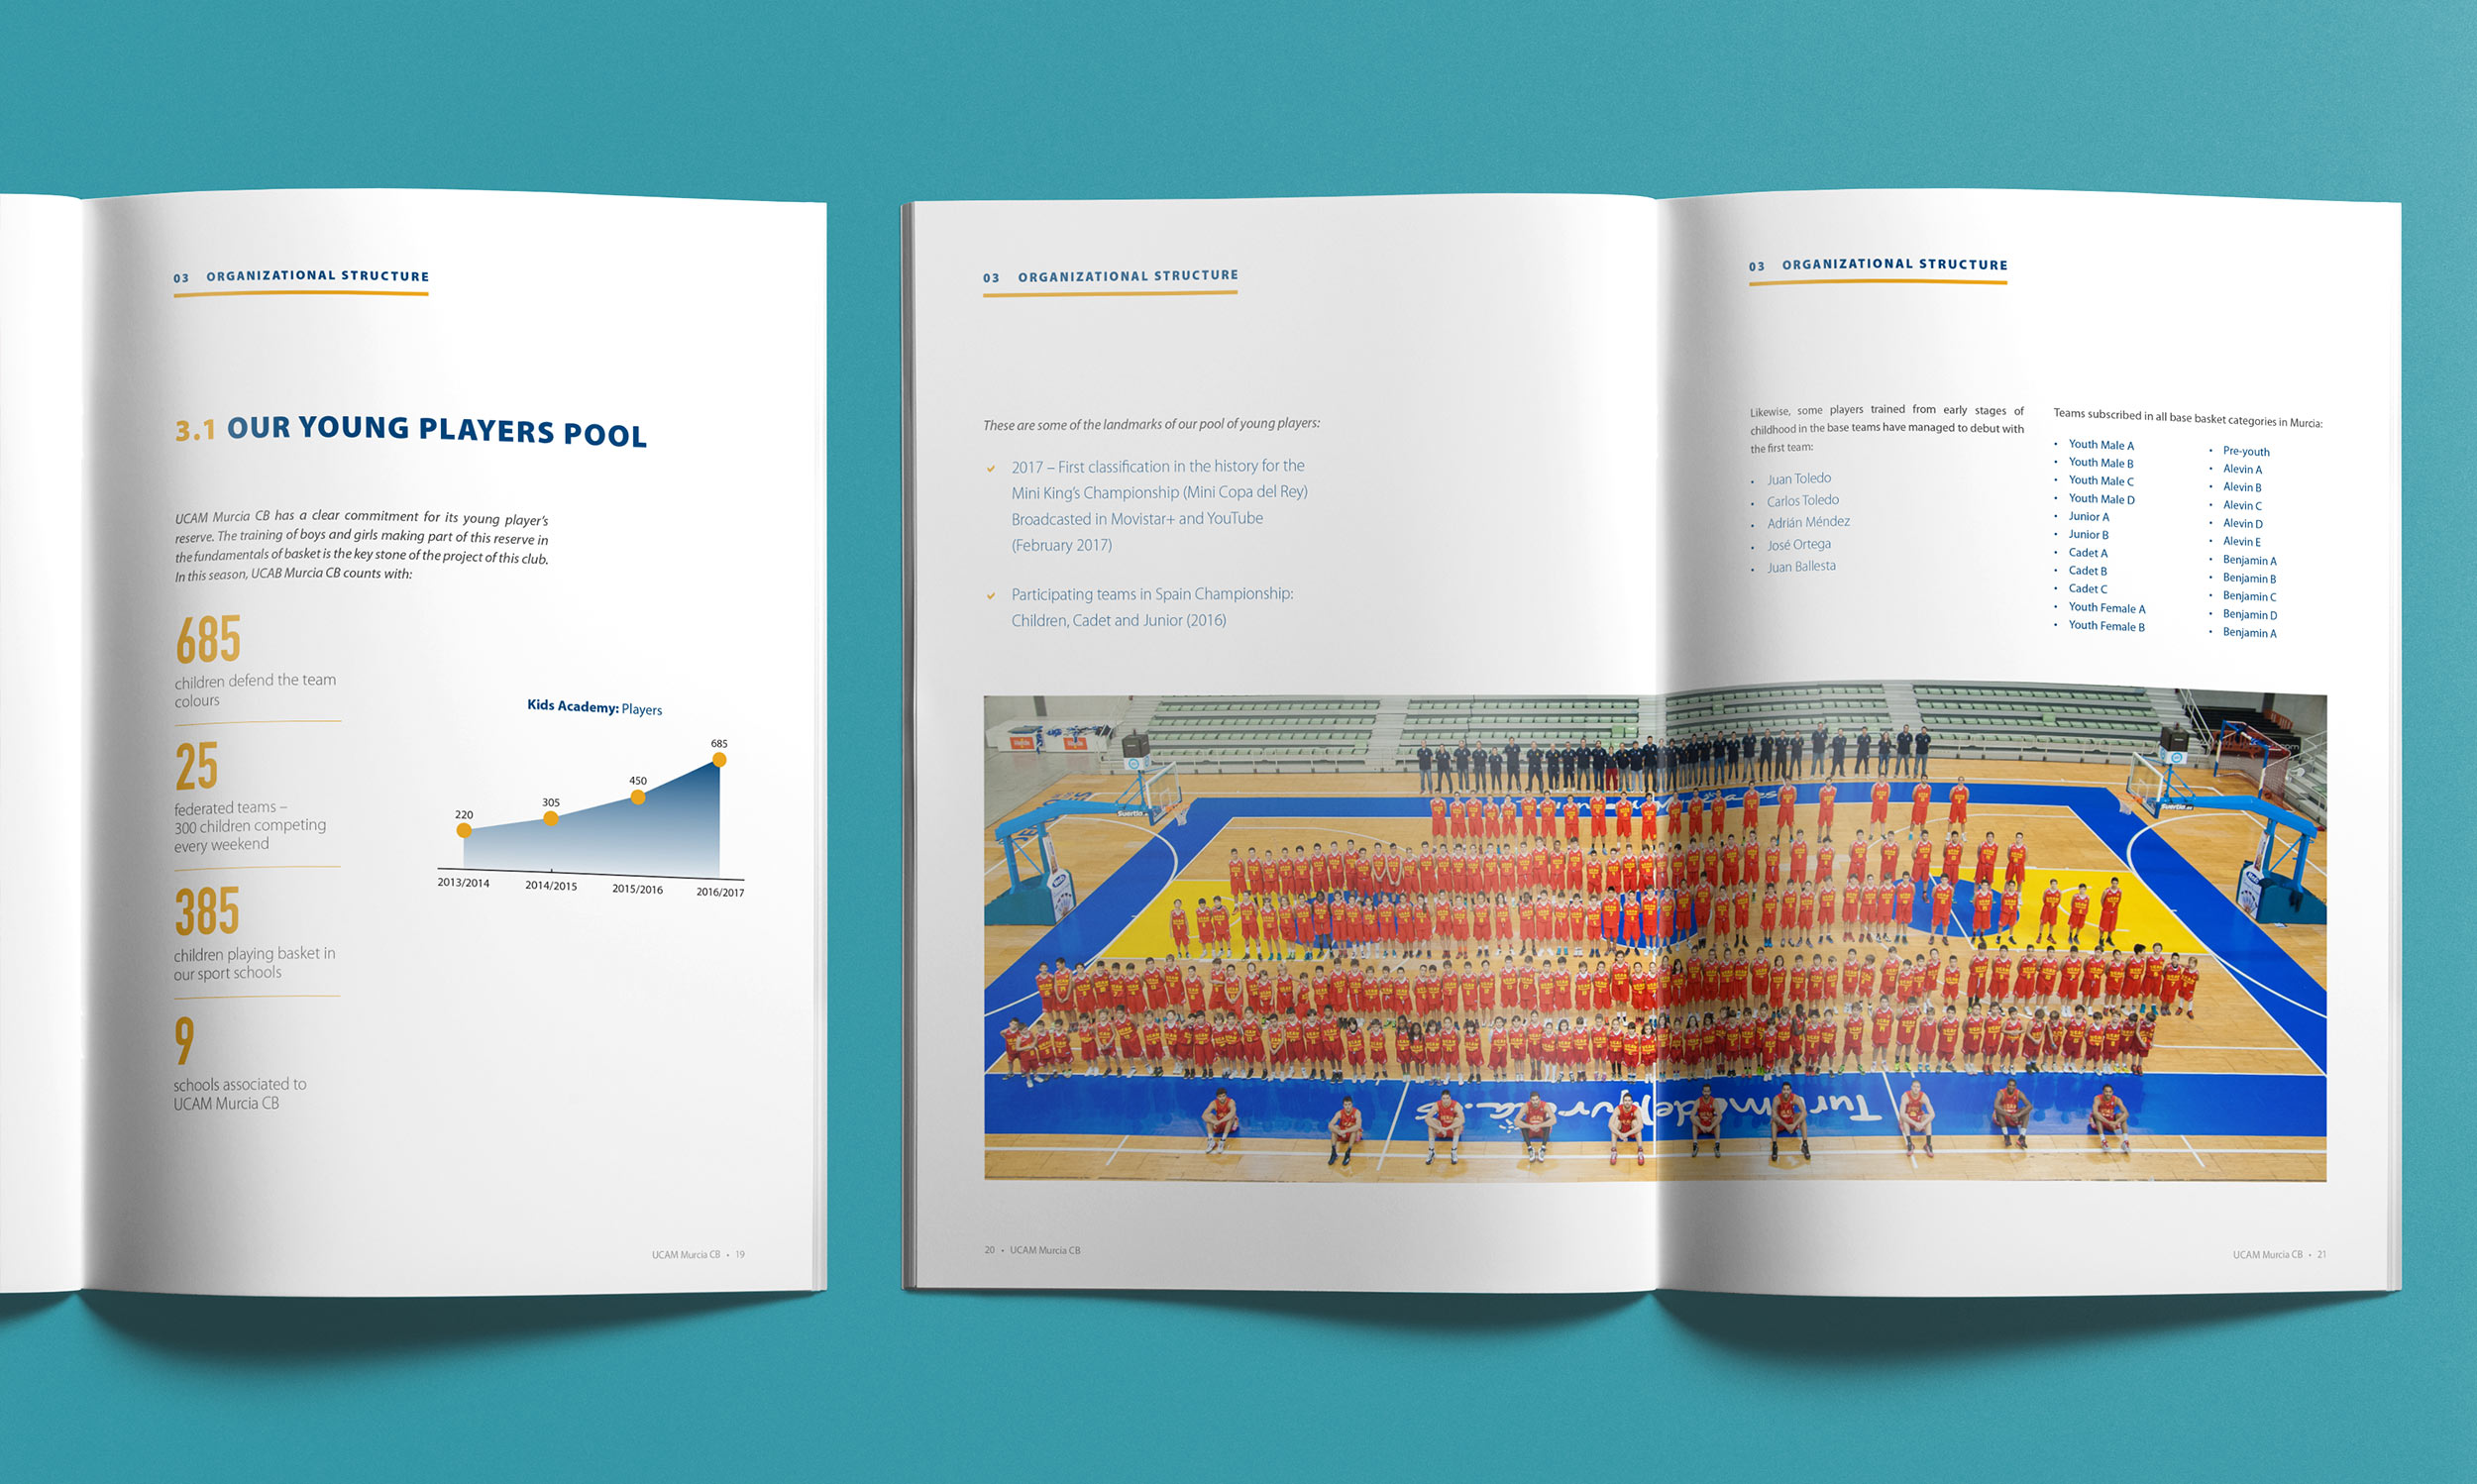 03 ORGANIZATIONAL STRUCTURE
3.1 OUR YOUNG PLAYERS POOL
UCAM Murcia CB has a clear commitment for its young player's
reserve. The training of boys and girls making part of this reserve in
the fundamentals of basket is the key stone of the project of this club.
In this season, UCAB Murcia CB counts with:
685
children defend the team
colours
25
federated teams –
300 children competing
every weekend
385
children playing basket in
our sport schools
9
schools associated to
UCAM Murcia CB
Kids Academy: Players
220
305
450
685
2013/2014
2014/2015
2015/2016
2016/2017
UCAM Murcia CB • 19
03 ORGANIZATIONAL STRUCTURE
These are some of the landmarks of our pool of young players:
2017 – First classification in the history for the
Mini King's Championship (Mini Copa del Rey)
Broadcasted in Movistar+ and YouTube
(February 2017)
Participating teams in Spain Championship:
Children, Cadet and Junior (2016)
20 • UCAM Murcia CB
03 ORGANIZATIONAL STRUCTURE
Likewise, some players trained from early stages of
childhood in the base teams have managed to debut with
the first team:
• Juan Toledo
• Carlos Toledo
• Adrián Méndez
• José Ortega
• Juan Ballesta
Teams subscribed in all base basket categories in Murcia:
• Youth Male A
• Youth Male B
• Youth Male C
• Youth Male D
• Junior A
• Junior B
• Cadet A
• Cadet B
• Cadet C
• Youth Female A
• Youth Female B
• Pre-youth
• Alevin A
• Alevin B
• Alevin C
• Alevin D
• Alevin E
• Benjamin A
• Benjamin B
• Benjamin C
• Benjamin D
• Benjamin A
UCAM Murcia CB • 21